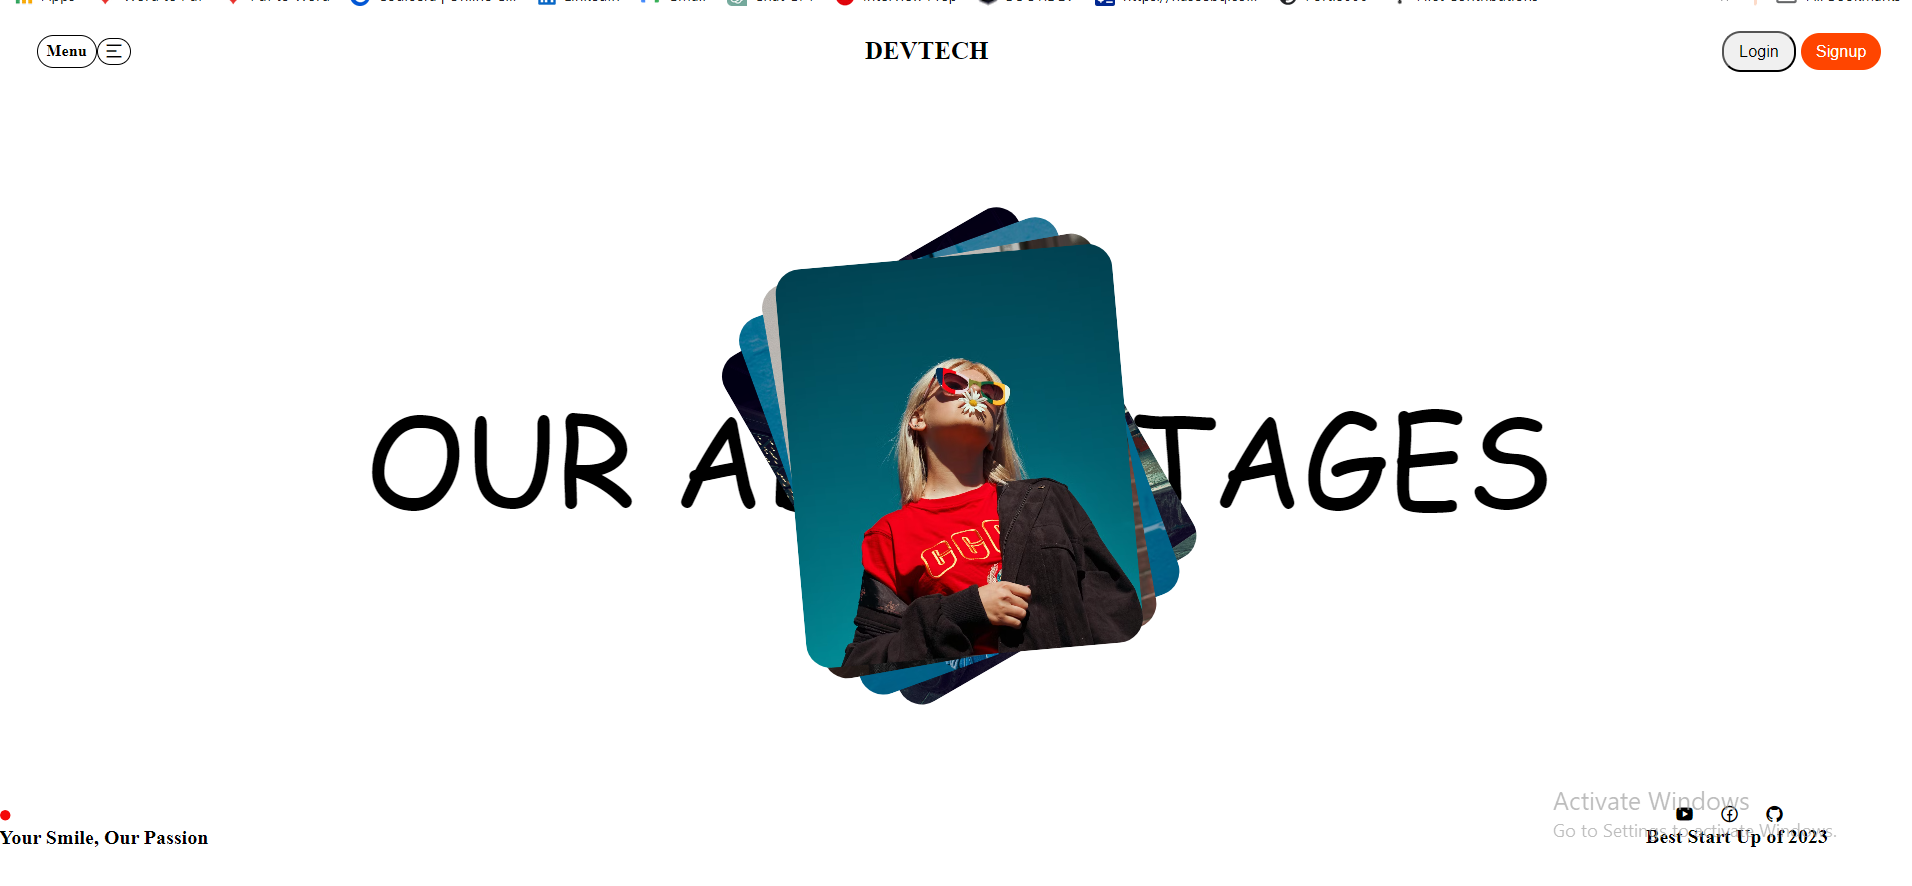 Menu
DEVTECH
Login
Signup
OUR A TAGES
Your Smile, Our Passion
Activate Windows
Go to Settings to activate Windows.
Best Start Up of 2023